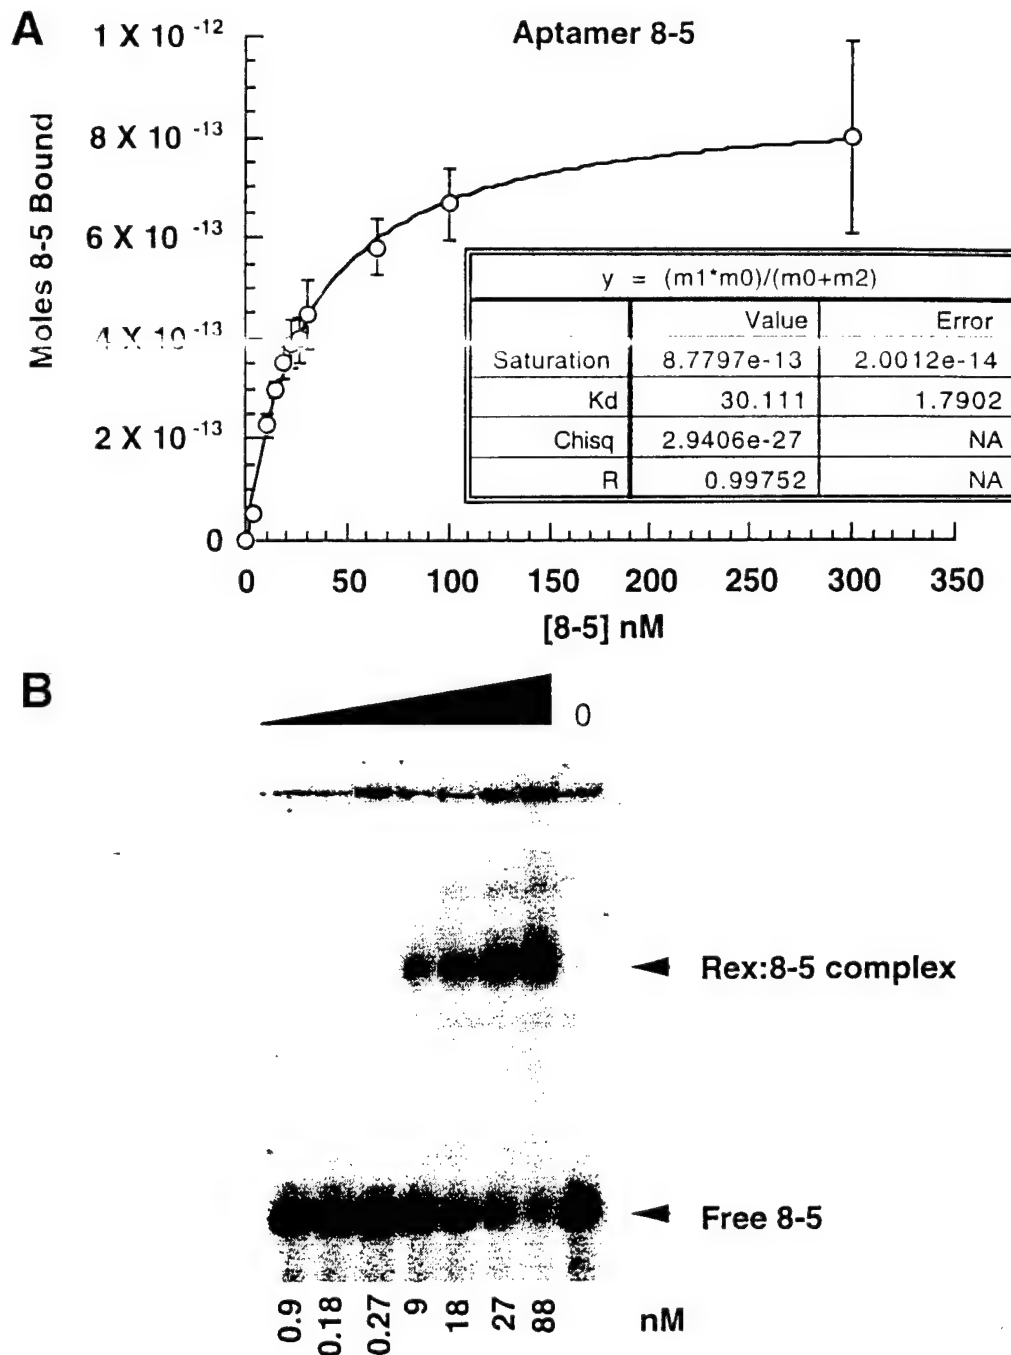 A
Aptamer 8-5
1 X 10 -12
8 X 10 -13
6 X 10 -13
4 X 10 -13
2 X 10 -13
0
Moles 8-5 Bound
y = (m1*m0)/(m0+m2)
Value Error
Saturation 8.7797e-13 2.0012e-14
Kd 30.111 1.7902
Chisq 2.9406e-27 NA
R 0.99752 NA
0 50 100 150 200 250 300 350
[8-5] nM
B
0
Rex:8-5 complex
Free 8-5
0.9 0.18 0.27 9 18 27 88 nM